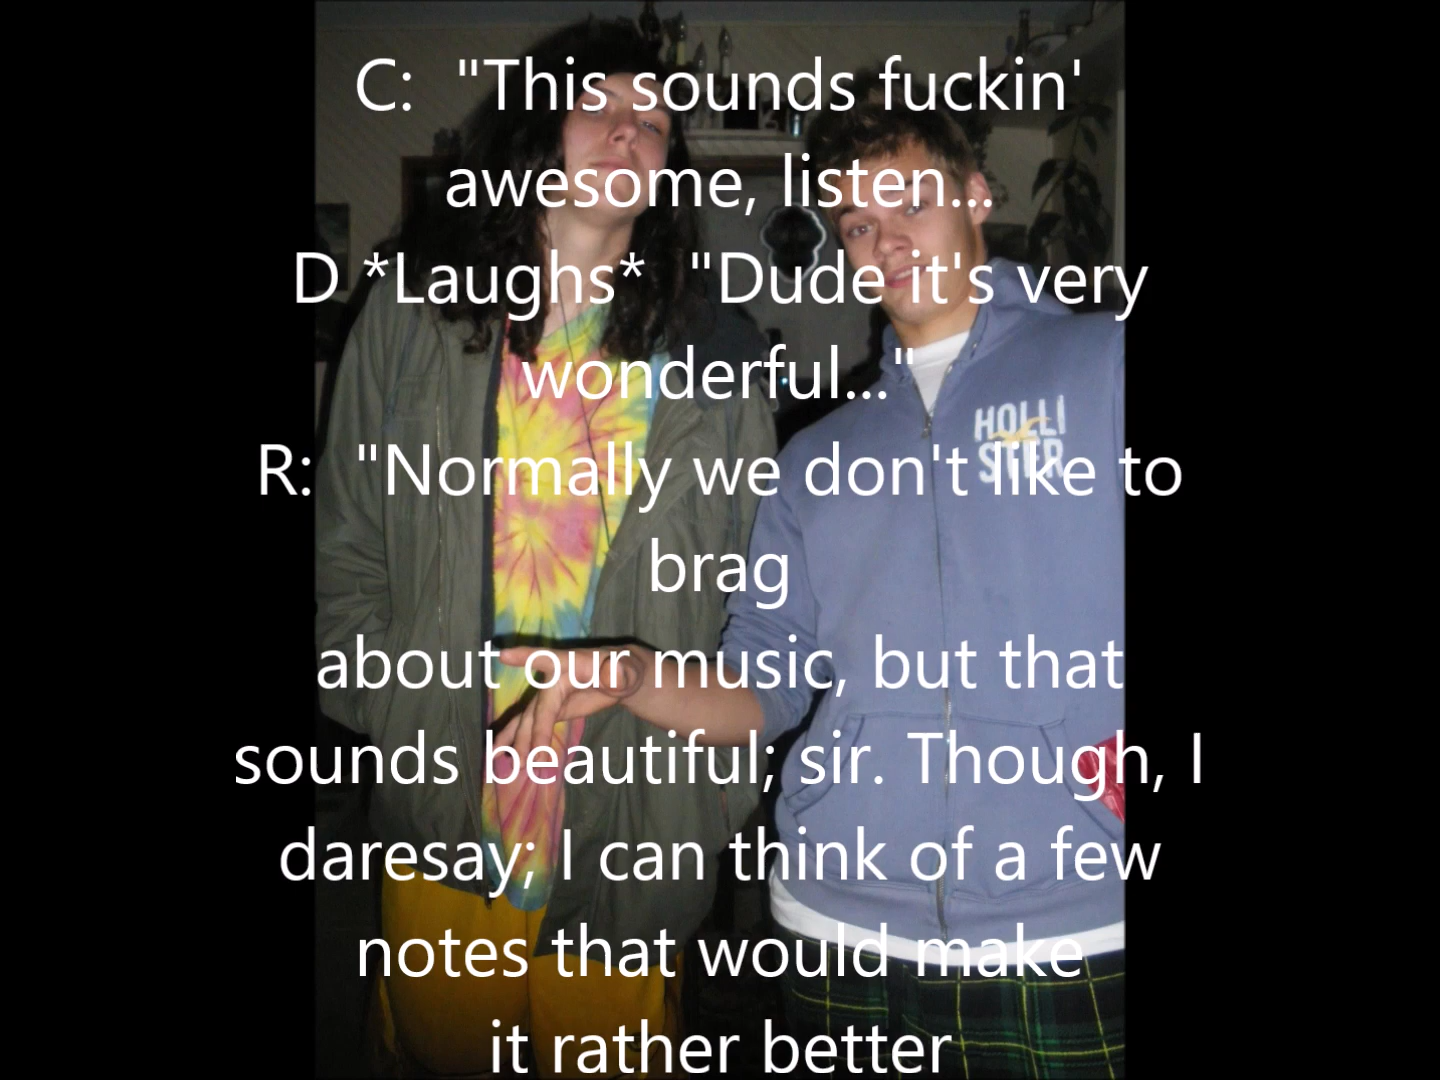 C:  "This sounds fuckin'
awesome, listen...
D *Laughs*  "Dude it's very
wonderful..."
R:  "Normally we don't like to
brag
about our music, but that
sounds beautiful; sir. Though, I
daresay; I can think of a few
notes that would make
it rather better
HOLLI
STER